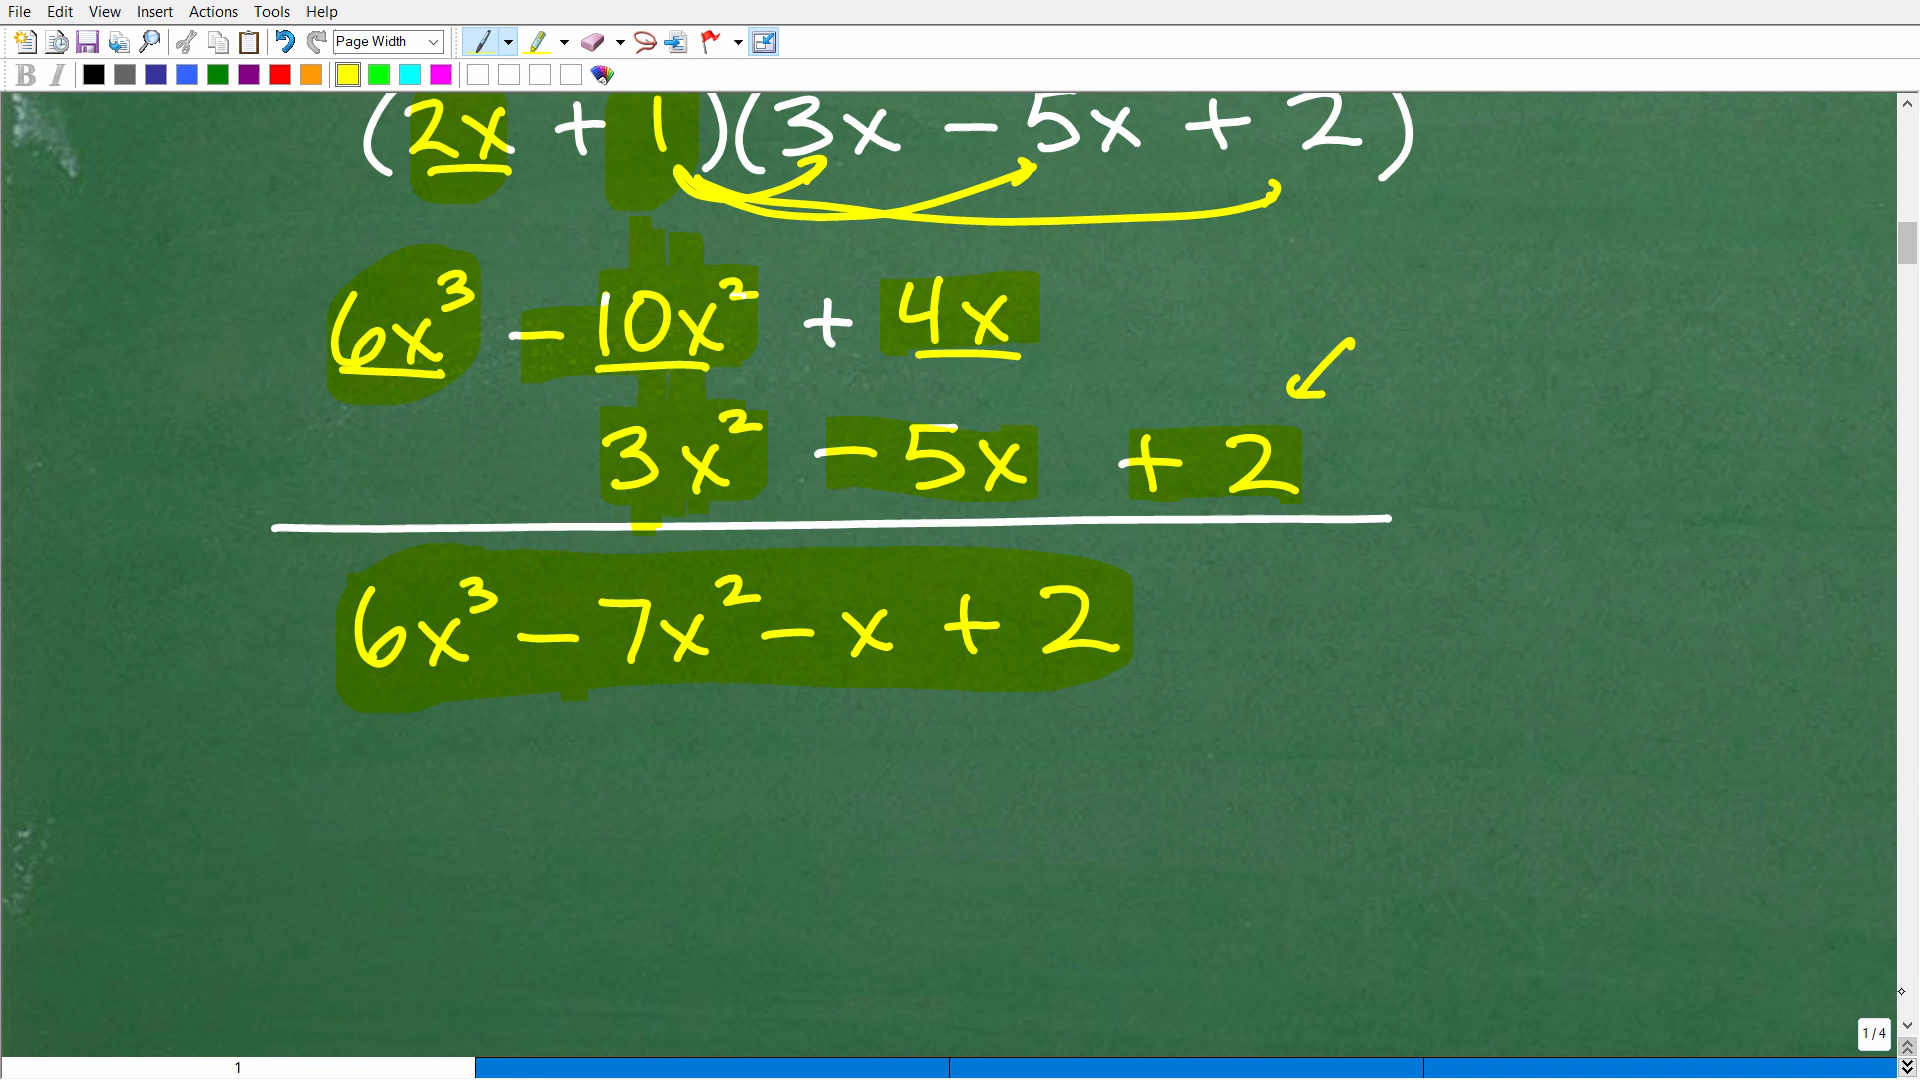 File Edit View Insert Actions Tools Help
Page Width
B I
(2x + 1)(3x - 5x + 2)
6x³ - 10x² + 4x
3x² - 5x + 2
6x³ - 7x² - x + 2
1 / 4
1